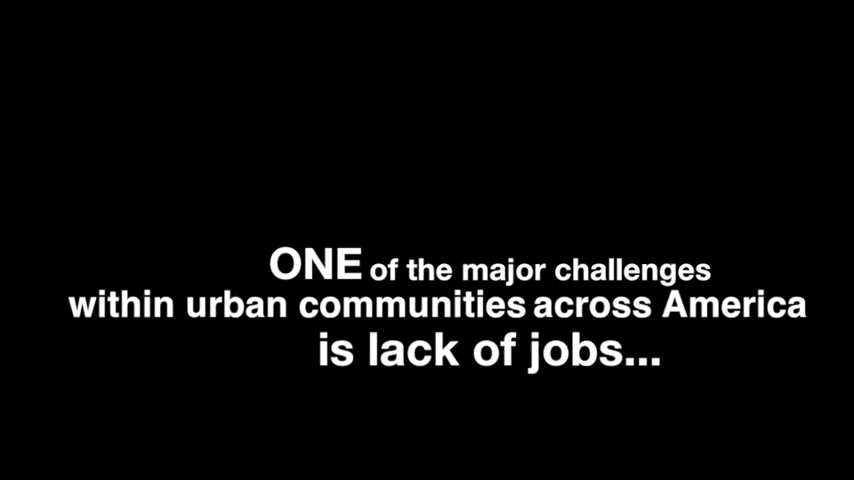 ONE of the major challenges
within urban communities across America
is lack of jobs...